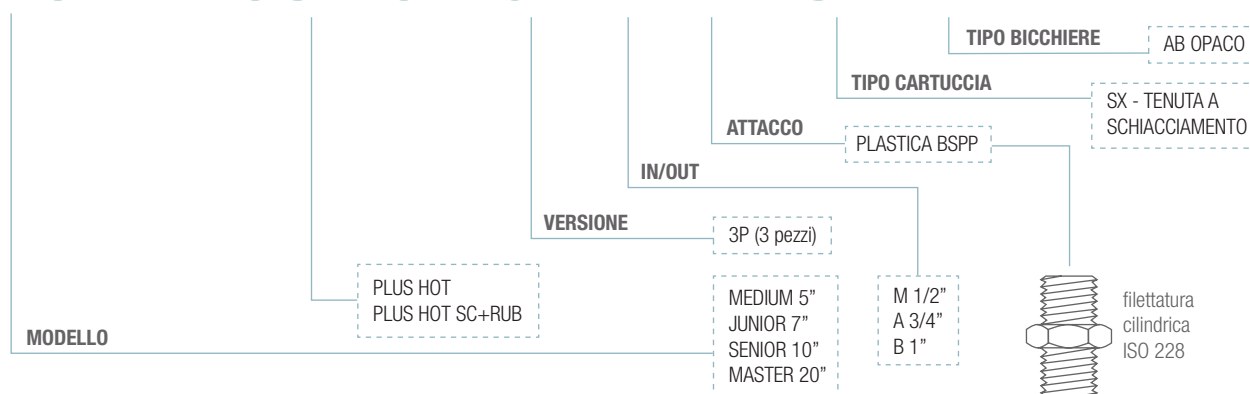 TIPO BICCHIERE
AB OPACO
TIPO CARTUCCIA
SX - TENUTA A
SCHIACCIAMENTO
ATTACCO
PLASTICA BSPP
IN/OUT
VERSIONE
3P (3 pezzi)
PLUS HOT
PLUS HOT SC+RUB
MODELLO
MEDIUM 5”
JUNIOR 7”
SENIOR 10”
MASTER 20”
M 1/2”
A 3/4”
B 1”
filettatura
cilindrica
ISO 228